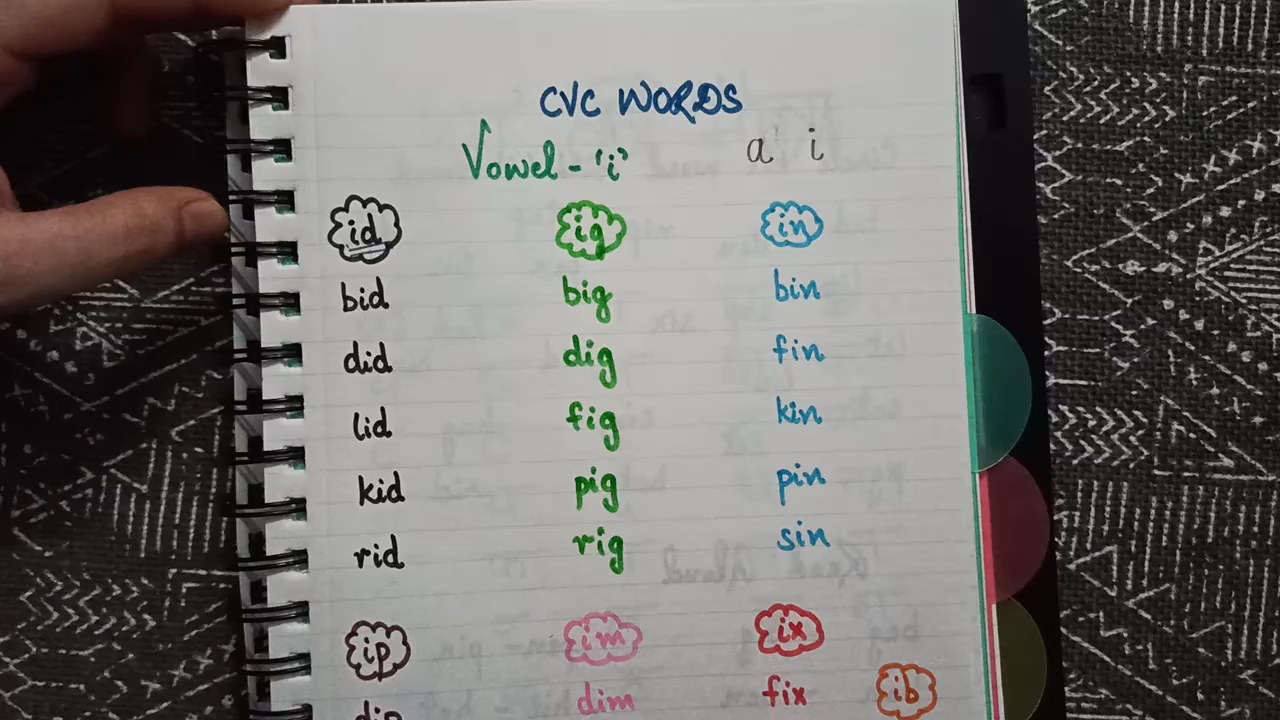 CVC WORDS
Vowel - 'i' a i
id ig in
bid big bin
did dig fin
lid fig kin
kid pig pin
rid rig sin
ip im ix
ib
dim fix